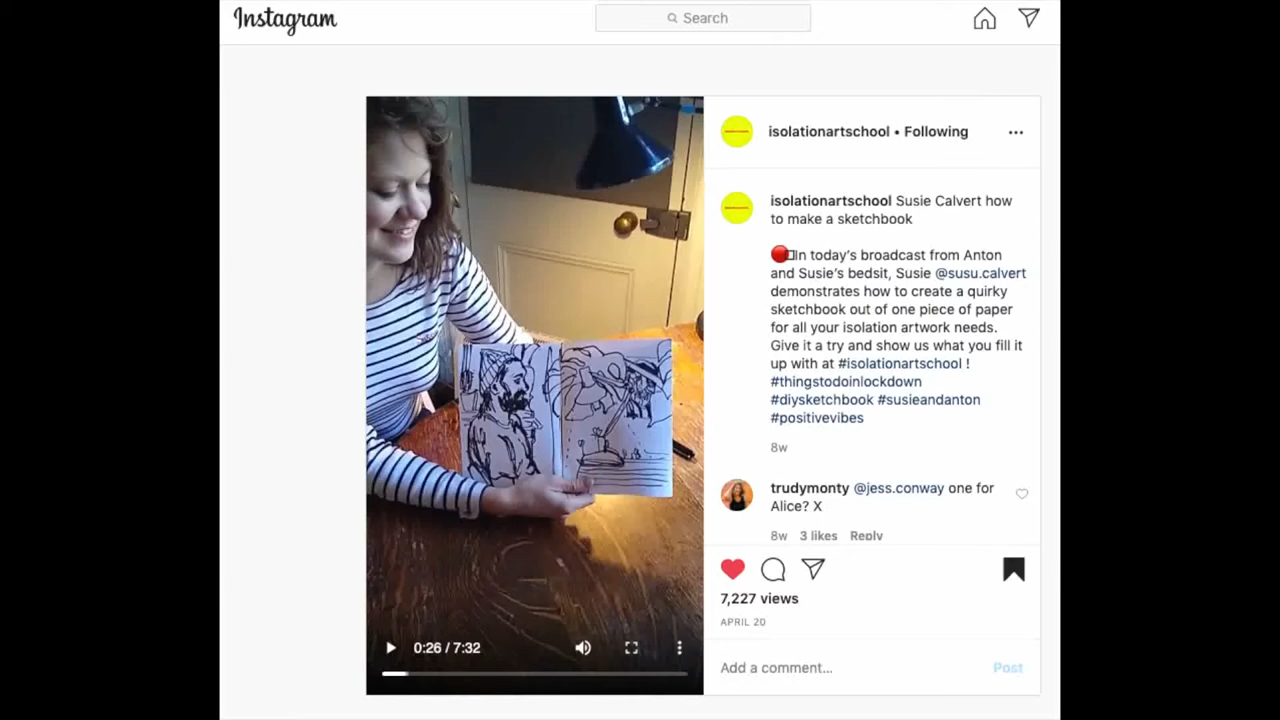 Instagram
Search
isolationartschool • Following
isolationartschool Susie Calvert how
to make a sketchbook
In today's broadcast from Anton
and Susie's bedsit, Susie @susu.calvert
demonstrates how to create a quirky
sketchbook out of one piece of paper
for all your isolation artwork needs.
Give it a try and show us what you fill it
up with at #isolationartschool !
#thingstodoinlockdown
#diysketchbook #susieandanton
#positivevibes
8w
trudymonty @jess.conway one for
Alice? X
8w 3 likes Reply
7,227 views
APRIL 20
0:26 / 7:32
Add a comment... Post